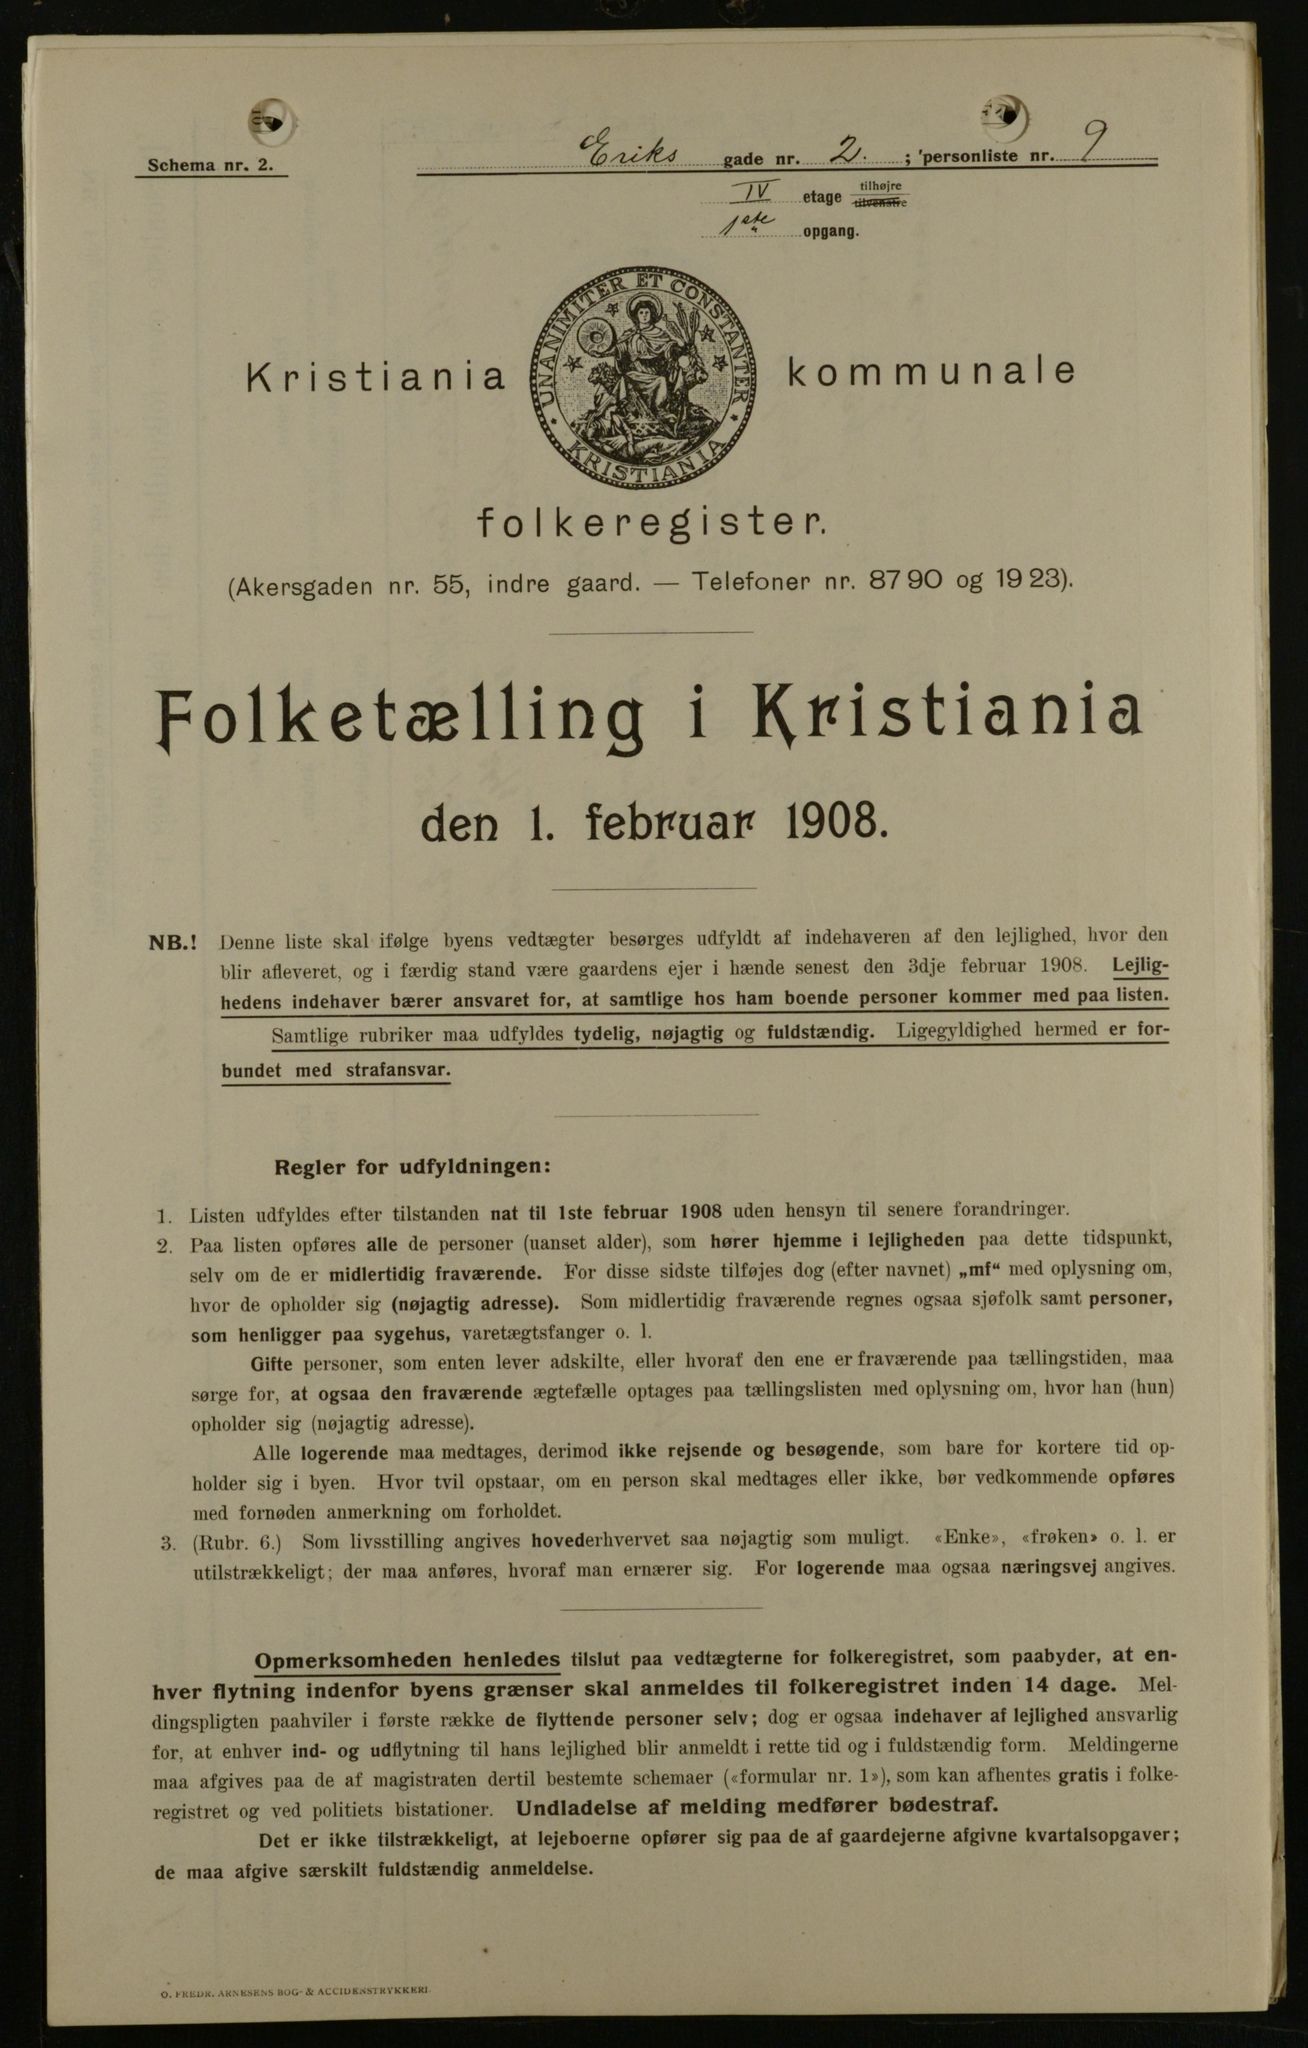 Schema nr. 2.
Eriks gade nr. 2. ; personliste nr. 9
IV etage tilhøjre
tilvenstre
1ste opgang.
UNANIMITER ET CONSTANTER
KRISTIANIA
Kristiania kommunale
folkeregister.
(Akersgaden nr. 55, indre gaard. — Telefoner nr. 8790 og 1923).
Folketælling i Kristiania
den 1. februar 1908.
NB.! Denne liste skal ifølge byens vedtægter besørges udfyldt af indehaveren af den lejlighed, hvor den
blir afleveret, og i færdig stand være gaardens ejer i hænde senest den 3dje februar 1908. Lejlig-
hedens indehaver bærer ansvaret for, at samtlige hos ham boende personer kommer med paa listen.
Samtlige rubriker maa udfyldes tydelig, nøjagtig og fuldstændig. Ligegyldighed hermed er for-
bundet med strafansvar.
Regler for udfyldningen:
1. Listen udfyldes efter tilstanden nat til 1ste februar 1908 uden hensyn til senere forandringer.
2. Paa listen opføres alle de personer (uanset alder), som hører hjemme i lejligheden paa dette tidspunkt,
selv om de er midlertidig fraværende. For disse sidste tilføjes dog (efter navnet) „mf“ med oplysning om,
hvor de opholder sig (nøjagtig adresse). Som midlertidig fraværende regnes ogsaa sjøfolk samt personer,
som henligger paa sygehus, varetægtsfanger o. l.
Gifte personer, som enten lever adskilte, eller hvoraf den ene er fraværende paa tællingstiden, maa
sørge for, at ogsaa den fraværende ægtefælle optages paa tællingslisten med oplysning om, hvor han (hun)
opholder sig (nøjagtig adresse).
Alle logerende maa medtages, derimod ikke rejsende og besøgende, som bare for kortere tid op-
holder sig i byen. Hvor tvil opstaar, om en person skal medtages eller ikke, bør vedkommende opføres
med fornøden anmerkning om forholdet.
3. (Rubr. 6.) Som livsstilling angives hovederhvervet saa nøjagtig som muligt. «Enke», «frøken» o. l. er
utilstrækkeligt; der maa anføres, hvoraf man ernærer sig. For logerende maa ogsaa næringsvej angives.
Opmerksomheden henledes tilslut paa vedtægterne for folkeregistret, som paabyder, at en-
hver flytning indenfor byens grænser skal anmeldes til folkeregistret inden 14 dage. Mel-
dingspligten paahviler i første række de flyttende personer selv; dog er ogsaa indehaver af lejlighed ansvarlig
for, at enhver ind- og udflytning til hans lejlighed blir anmeldt i rette tid og i fuldstændig form. Meldingerne
maa afgives paa de af magistraten dertil bestemte schemaer («formular nr. 1»), som kan afhentes gratis i folke-
registret og ved politiets bistationer. Undladelse af melding medfører bødestraf.
Det er ikke tilstrækkeligt, at lejeboerne opfører sig paa de af gaardejerne afgivne kvartalsopgaver;
de maa afgive særskilt fuldstændig anmeldelse.
O. FREDR. ARNESENS BOG- & ACCIDENSTRYKKERI.